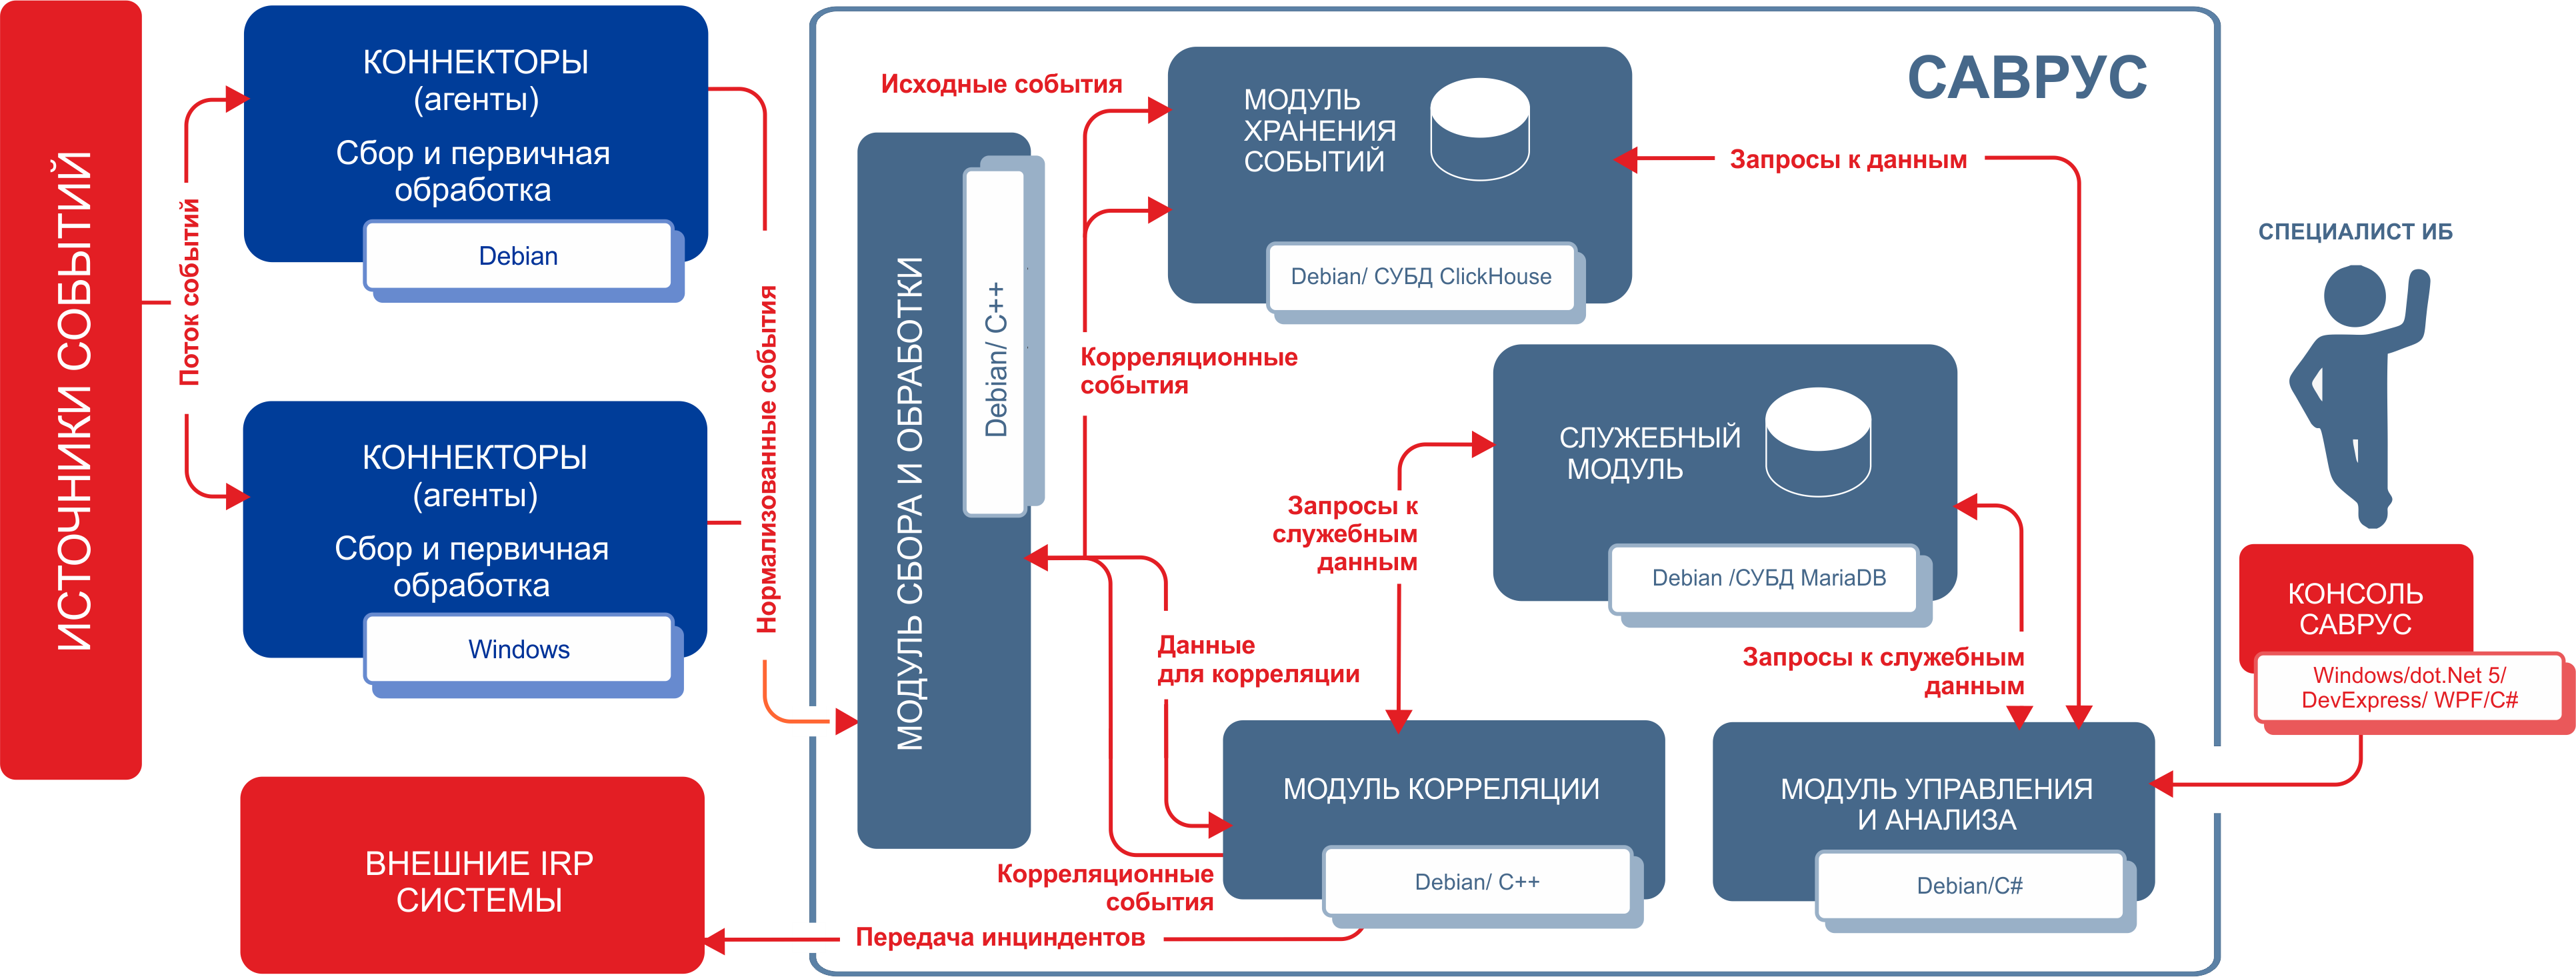 ИСТОЧНИКИ СОБЫТИЙ
Поток событий
КОННЕКТОРЫ
(агенты)
Сбор и первичная
обработка
Debian
КОННЕКТОРЫ
(агенты)
Сбор и первичная
обработка
Windows
ВНЕШНИЕ IRP
СИСТЕМЫ
Нормализованные события
САВРУС
МОДУЛЬ СБОРА И ОБРАБОТКИ
Debian/ C++
Исходные события
МОДУЛЬ
ХРАНЕНИЯ
СОБЫТИЙ
Debian/ СУБД ClickHouse
Запросы к данным
Корреляционные
события
СЛУЖЕБНЫЙ
МОДУЛЬ
Debian /СУБД MariaDB
Запросы к
служебным
данным
Данные
для корреляции
Запросы к служебным
данным
МОДУЛЬ КОРРЕЛЯЦИИ
Debian/ C++
МОДУЛЬ УПРАВЛЕНИЯ
И АНАЛИЗА
Debian/C#
Корреляционные
события
Передача инциндентов
СПЕЦИАЛИСТ ИБ
КОНСОЛЬ
САВРУС
Windows/dot.Net 5/
DevExpress/ WPF/C#